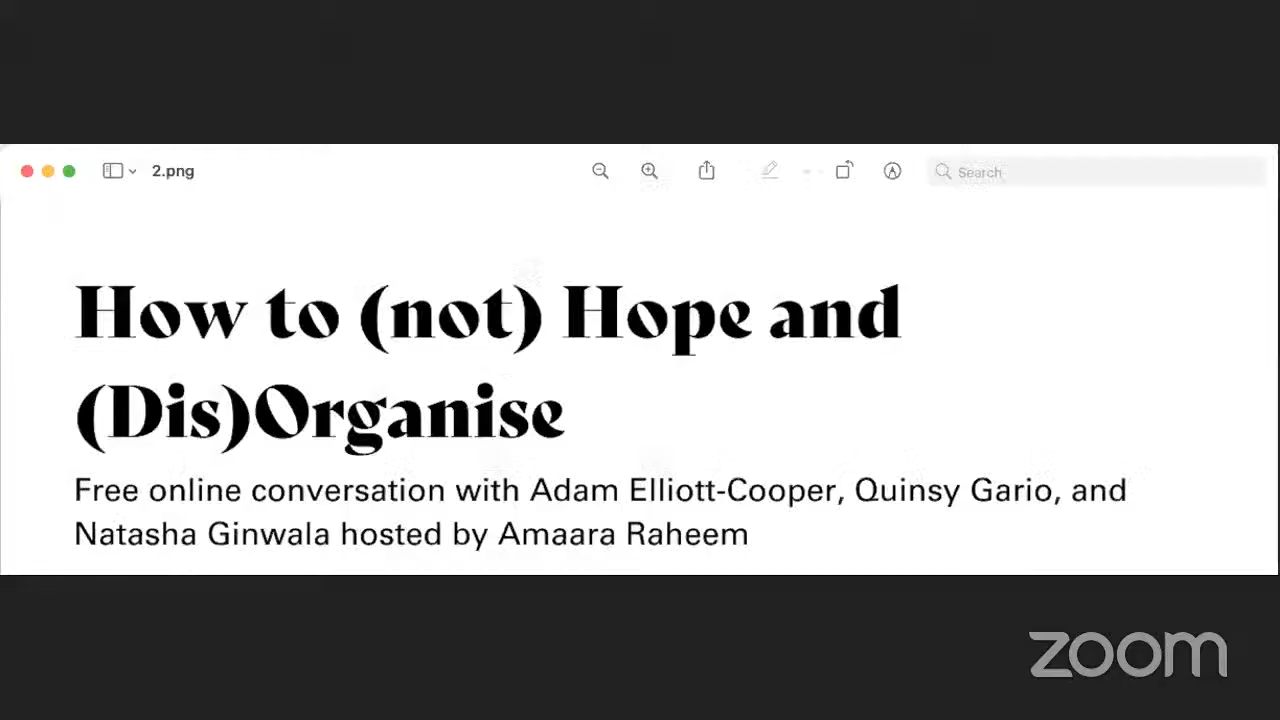 2.png
Search
How to (not) Hope and
(Dis)Organise
Free online conversation with Adam Elliott-Cooper, Quinsy Gario, and
Natasha Ginwala hosted by Amaara Raheem
zoom